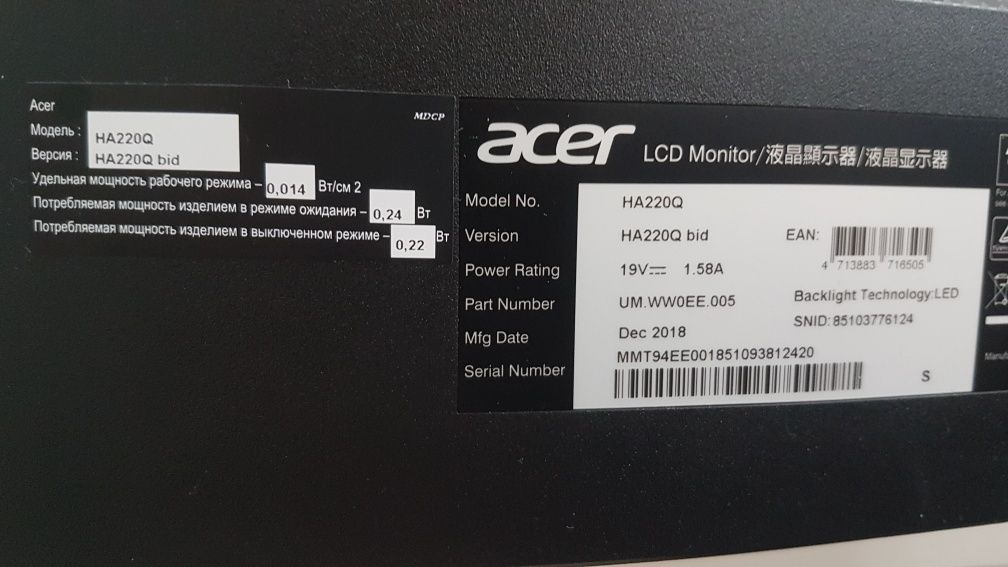 Acer
MDCP
Модель : HA220Q
Версия : HA220Q bid
Удельная мощность рабочего режима – 0,014 Вт/см 2
Потребляемая мощность изделием в режиме ожидания – 0,24 Вт
Потребляемая мощность изделием в выключенном режиме – 0,22 Вт
acer LCD Monitor/液晶顯示器/液晶显示器
Model No. HA220Q
Version HA220Q bid EAN:
4 713883 716505
Power Rating 19V⎓ 1.58A
Part Number UM.WW0EE.005 Backlight Technology:LED
SNID:85103776124
Mfg Date Dec 2018
MMT94EE001851093812420
Serial Number
S
For
see